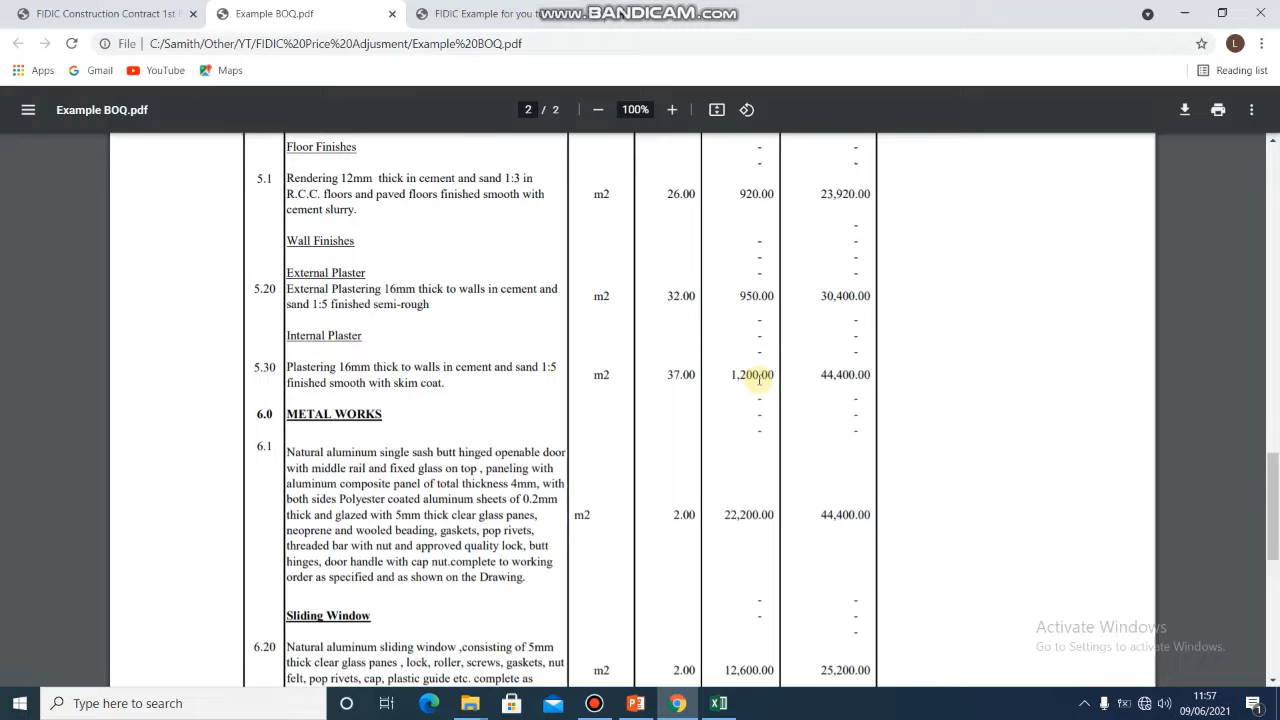 FIDIC Construction Contract 1st
Example BOQ.pdf
FIDIC Example for you t
www.BANDICAM.com
File
C:/Samith/Other/YT/FIDIC%20Price%20Adjusment/Example%20BOQ.pdf
L
Apps
Gmail
YouTube
Maps
Reading list
Example BOQ.pdf
2 / 2
100%
Floor Finishes - -
- -
5.1 Rendering 12mm thick in cement and sand 1:3 in
R.C.C. floors and paved floors finished smooth with m2 26.00 920.00 23,920.00
cement slurry.
-
Wall Finishes - -
- -
External Plaster - -
5.20 External Plastering 16mm thick to walls in cement and m2 32.00 950.00 30,400.00
sand 1:5 finished semi-rough
- -
Internal Plaster - -
- -
5.30 Plastering 16mm thick to walls in cement and sand 1:5 m2 37.00 1,200.00 44,400.00
finished smooth with skim coat.
- -
6.0 METAL WORKS - -
- -
6.1 Natural aluminum single sash butt hinged openable door
with middle rail and fixed glass on top , paneling with
aluminum composite panel of total thickness 4mm, with
both sides Polyester coated aluminum sheets of 0.2mm
thick and glazed with 5mm thick clear glass panes, m2 2.00 22,200.00 44,400.00
neoprene and wooled beading, gaskets, pop rivets,
threaded bar with nut and approved quality lock, butt
hinges, door handle with cap nut.complete to working
order as specified and as shown on the Drawing.
- -
Sliding Window - -
-
6.20 Natural aluminum sliding window ,consisting of 5mm
thick clear glass panes , lock, roller, screws, gaskets, nut m2 2.00 12,600.00 25,200.00
felt, pop rivets, cap, plastic guide etc. complete as
Activate Windows
Go to Settings to activate Windows.
Type here to search
11:57
09/06/2021
1